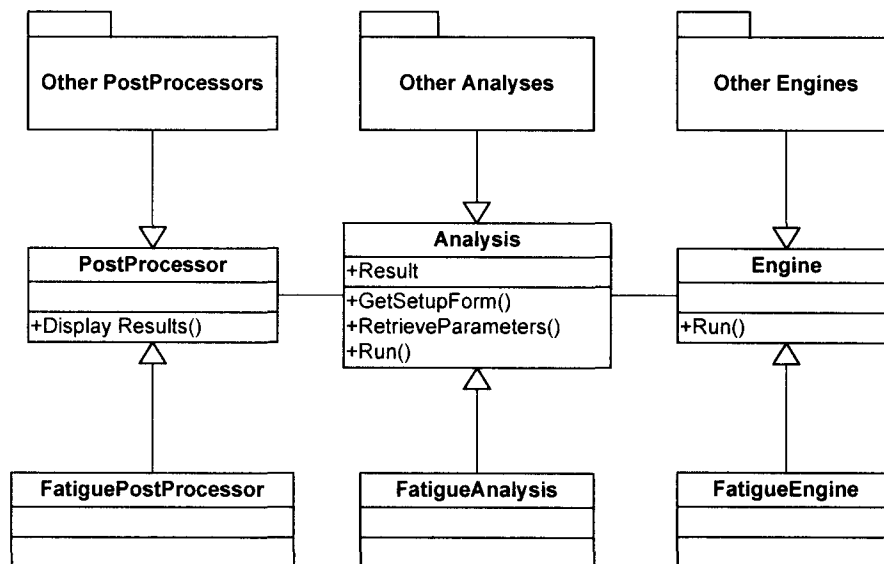 Other PostProcessors
Other Analyses
Other Engines
PostProcessor
+Display Results()
Analysis
+Result
+GetSetupForm()
+RetrieveParameters()
+Run()
Engine
+Run()
FatiguePostProcessor
FatigueAnalysis
FatigueEngine